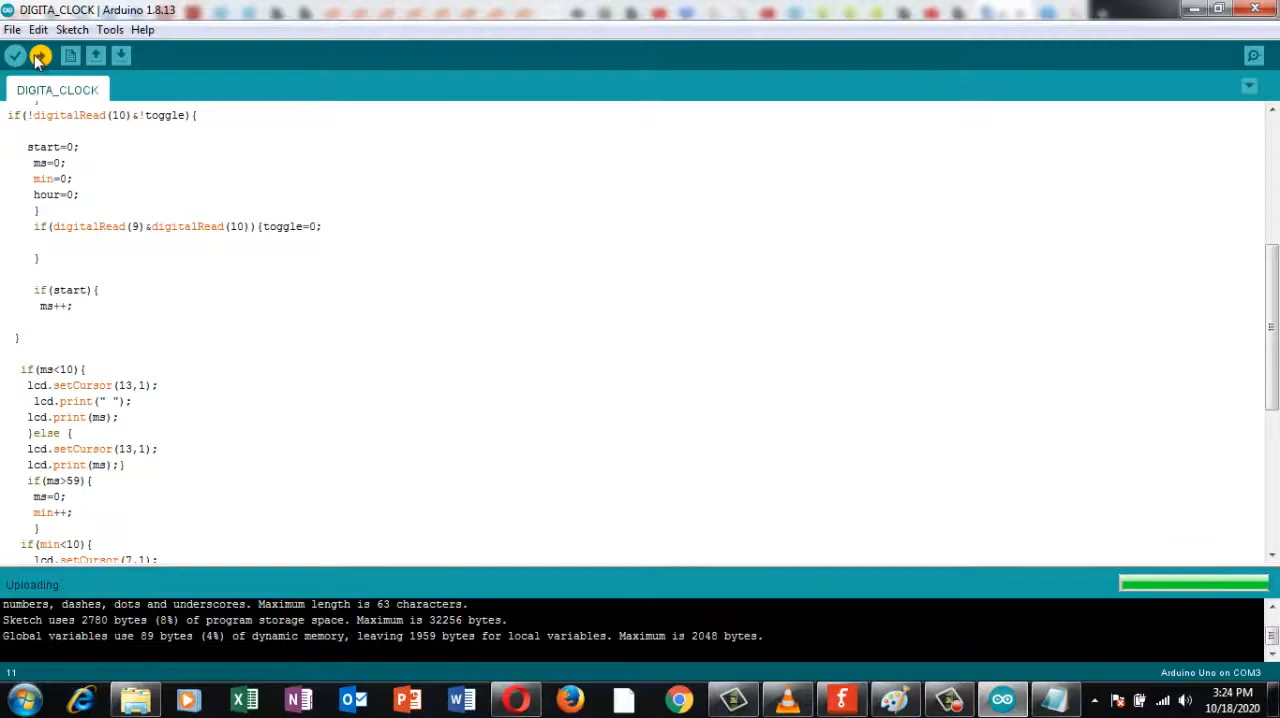 DIGITA_CLOCK | Arduino 1.8.13
File Edit Sketch Tools Help
DIGITA_CLOCK
if(!digitalRead(10)&!toggle){
start=0;
ms=0;
min=0;
hour=0;
}
if(digitalRead(9)&digitalRead(10)){toggle=0;
}
if(start){
ms++;
}
if(ms<10){
lcd.setCursor(13,1);
lcd.print(" ");
lcd.print(ms);
}else {
lcd.setCursor(13,1);
lcd.print(ms);}
if(ms>59){
ms=0;
min++;
}
if(min<10){
lcd.setCursor(7,1);
Uploading..
numbers, dashes, dots and underscores. Maximum length is 63 characters.
Sketch uses 2780 bytes (8%) of program storage space. Maximum is 32256 bytes.
Global variables use 89 bytes (4%) of dynamic memory, leaving 1959 bytes for local variables. Maximum is 2048 bytes.
11 Arduino Uno on COM3
3:24 PM
10/18/2020